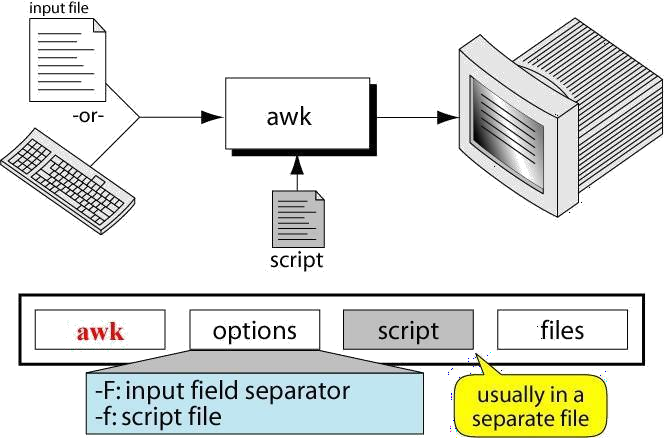 input file
-or-
awk
script
awk
options
script
files
-F: input field separator
-f: script file
usually in a
separate file